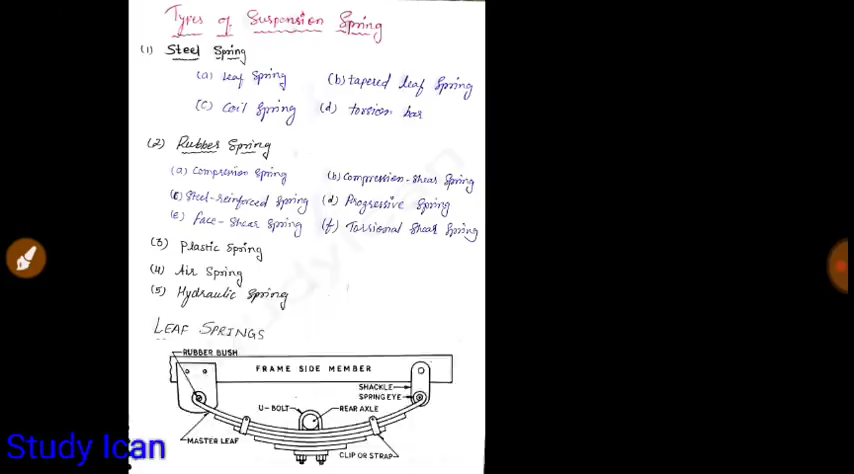 Types of Suspension Spring
(1) Steel Spring
(a) Leaf Spring (b) tapered leaf Spring
(c) Coil Spring (d) torsion bar
(2) Rubber Spring
(a) Compression Spring (b) Compression-Shear Spring
(c) Steel-reinforced Spring (d) Progressive Spring
(e) Face-Shear Spring (f) Torsional Shear Spring
(3) Plastic Spring
(4) Air Spring
(5) Hydraulic Spring
LEAF SPRINGS
RUBBER BUSH
FRAME SIDE MEMBER
SHACKLE
SPRING EYE
U-BOLT REAR AXLE
MASTER LEAF
CLIP OR STRAP
Study Ican